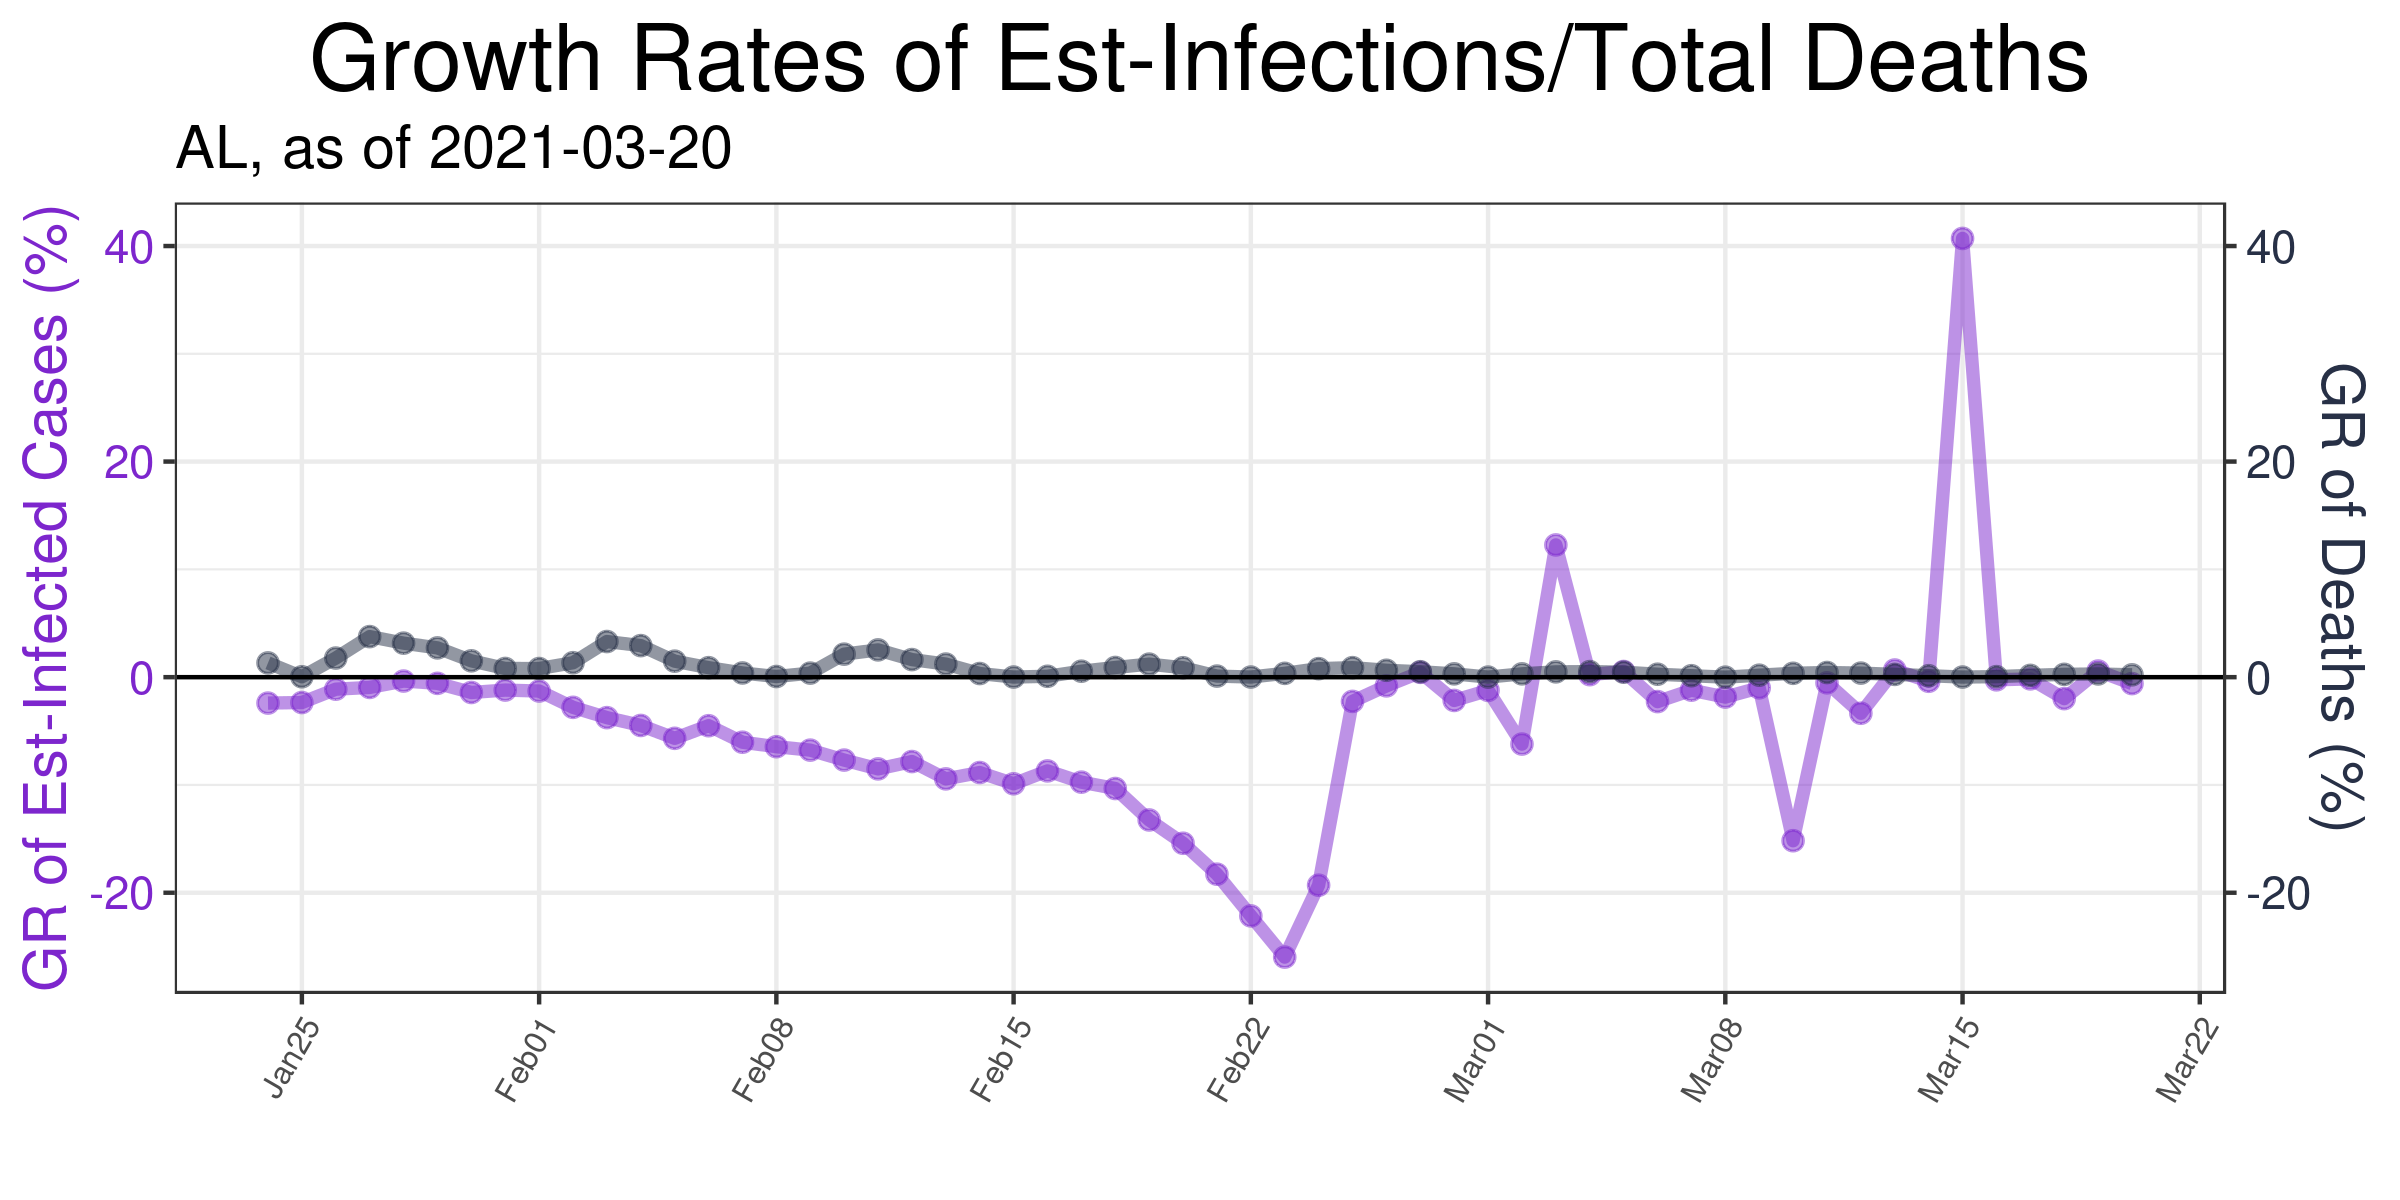 Growth Rates of Est-Infections/Total Deaths
AL, as of 2021-03-20
GR of Est-Infected Cases (%)
40
20
0
-20
40
20
0
-20
GR of Deaths (%)
Jan25
Feb01
Feb08
Feb15
Feb22
Mar01
Mar08
Mar15
Mar22